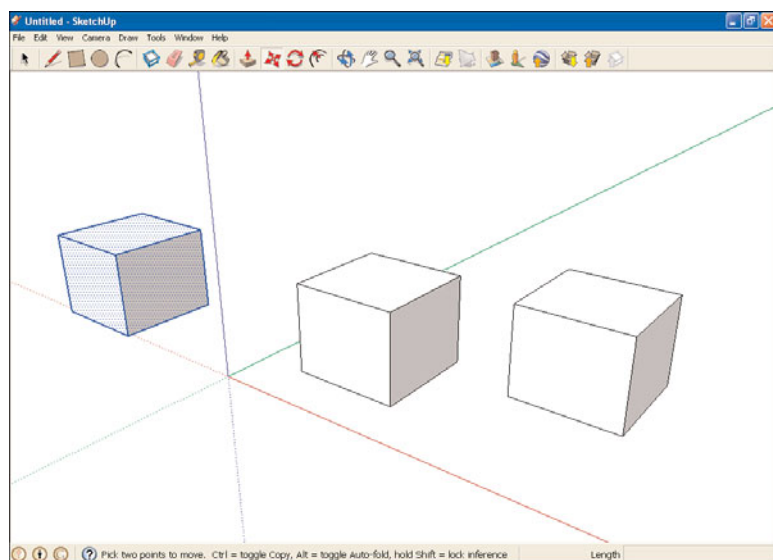 Untitled - SketchUp
File Edit View Camera Draw Tools Window Help
Pick two points to move. Ctrl = toggle Copy, Alt = toggle Auto-fold, hold Shift = lock inference Length